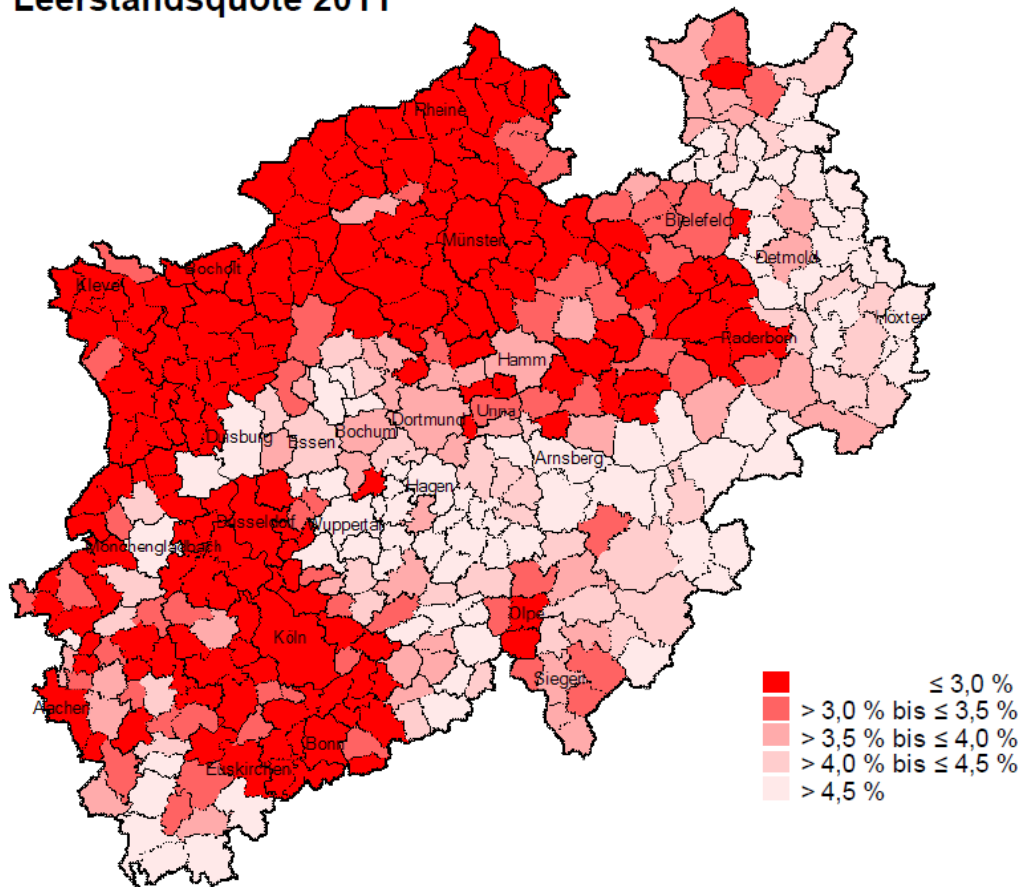 Leerstandsquote 2011
Rheine
Bielefeld
Münster
Detmold
Bocholt
Kleve
Höxter
Paderborn
Hamm
Unna
Dortmund
Bochum
Duisburg
Essen
Arnsberg
Hagen
Düsseldorf
Wuppertal
Mönchengladbach
Olpe
Köln
Siegen
Aachen
Bonn
Euskirchen
≤ 3,0 %
> 3,0 % bis ≤ 3,5 %
> 3,5 % bis ≤ 4,0 %
> 4,0 % bis ≤ 4,5 %
> 4,5 %